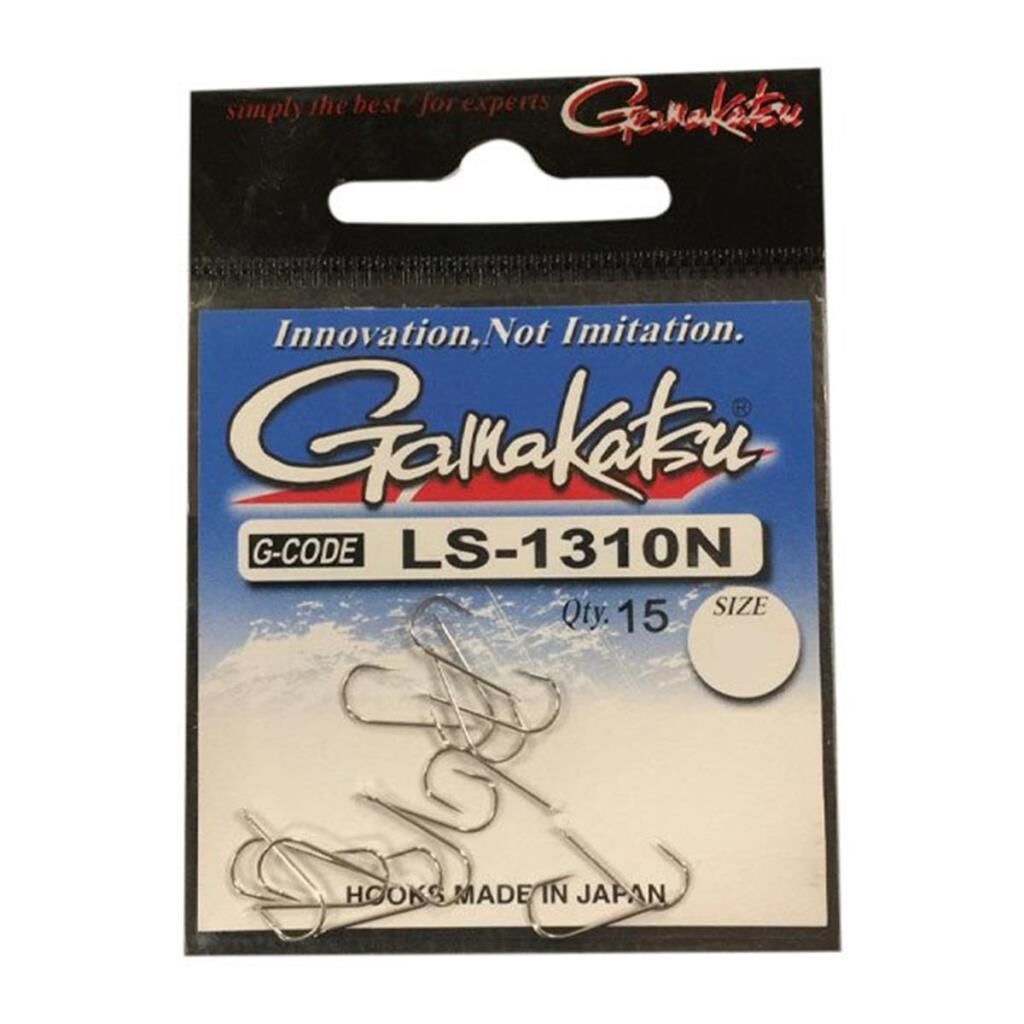 simply the best / for experts Gamakatsu
Innovation,Not Imitation.
Gamakatsu®
G-CODE LS-1310N
Qty. 15 SIZE
HOOKS MADE IN JAPAN